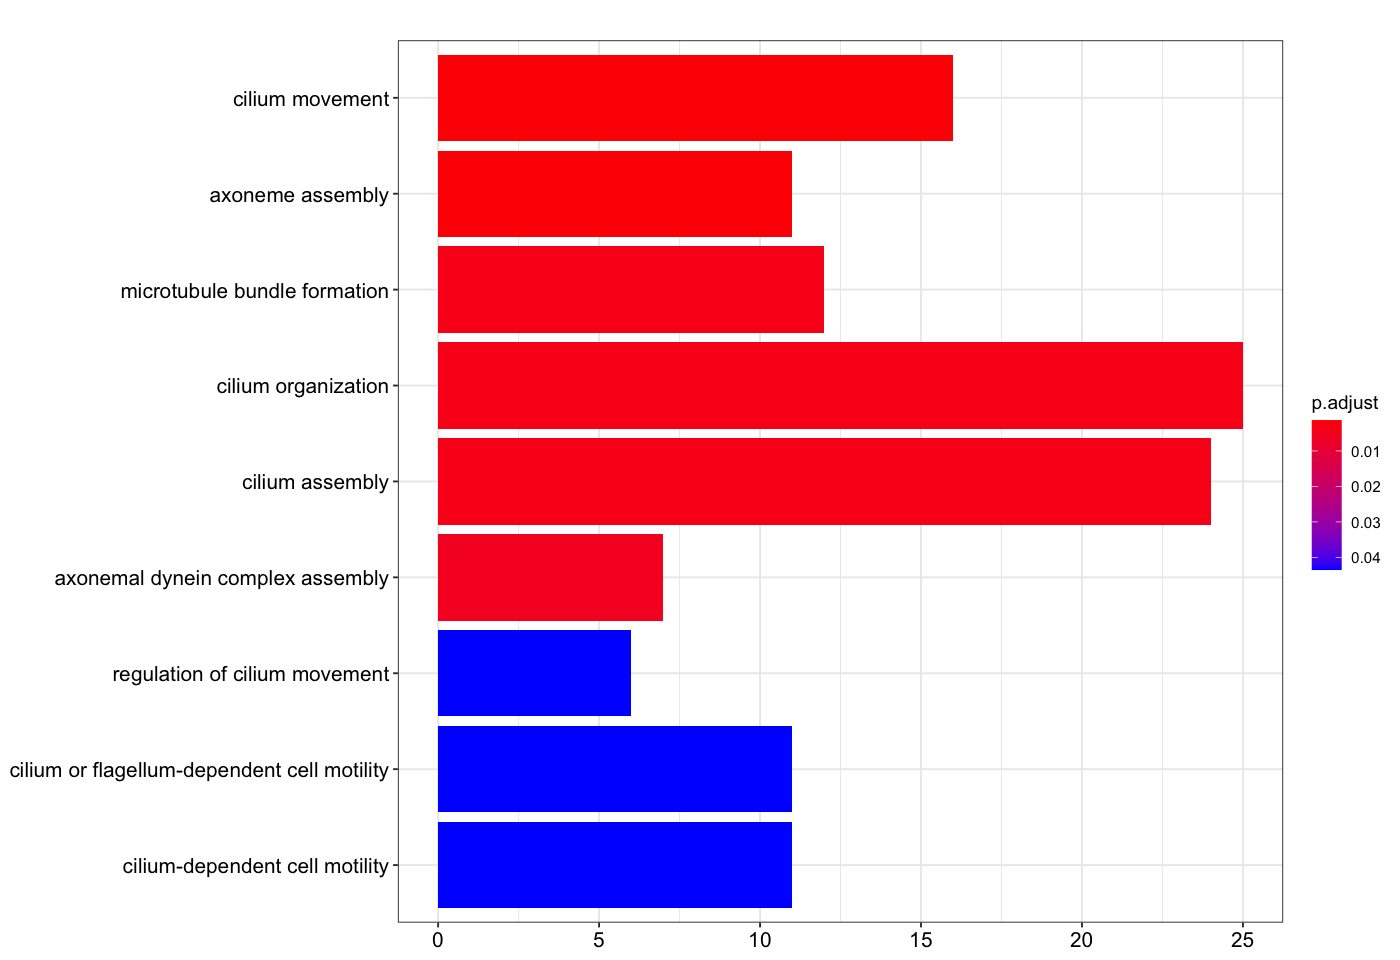 cilium movement
axoneme assembly
microtubule bundle formation
cilium organization
cilium assembly
axonemal dynein complex assembly
regulation of cilium movement
cilium or flagellum-dependent cell motility
cilium-dependent cell motility
0 5 10 15 20 25
p.adjust
0.01
0.02
0.03
0.04